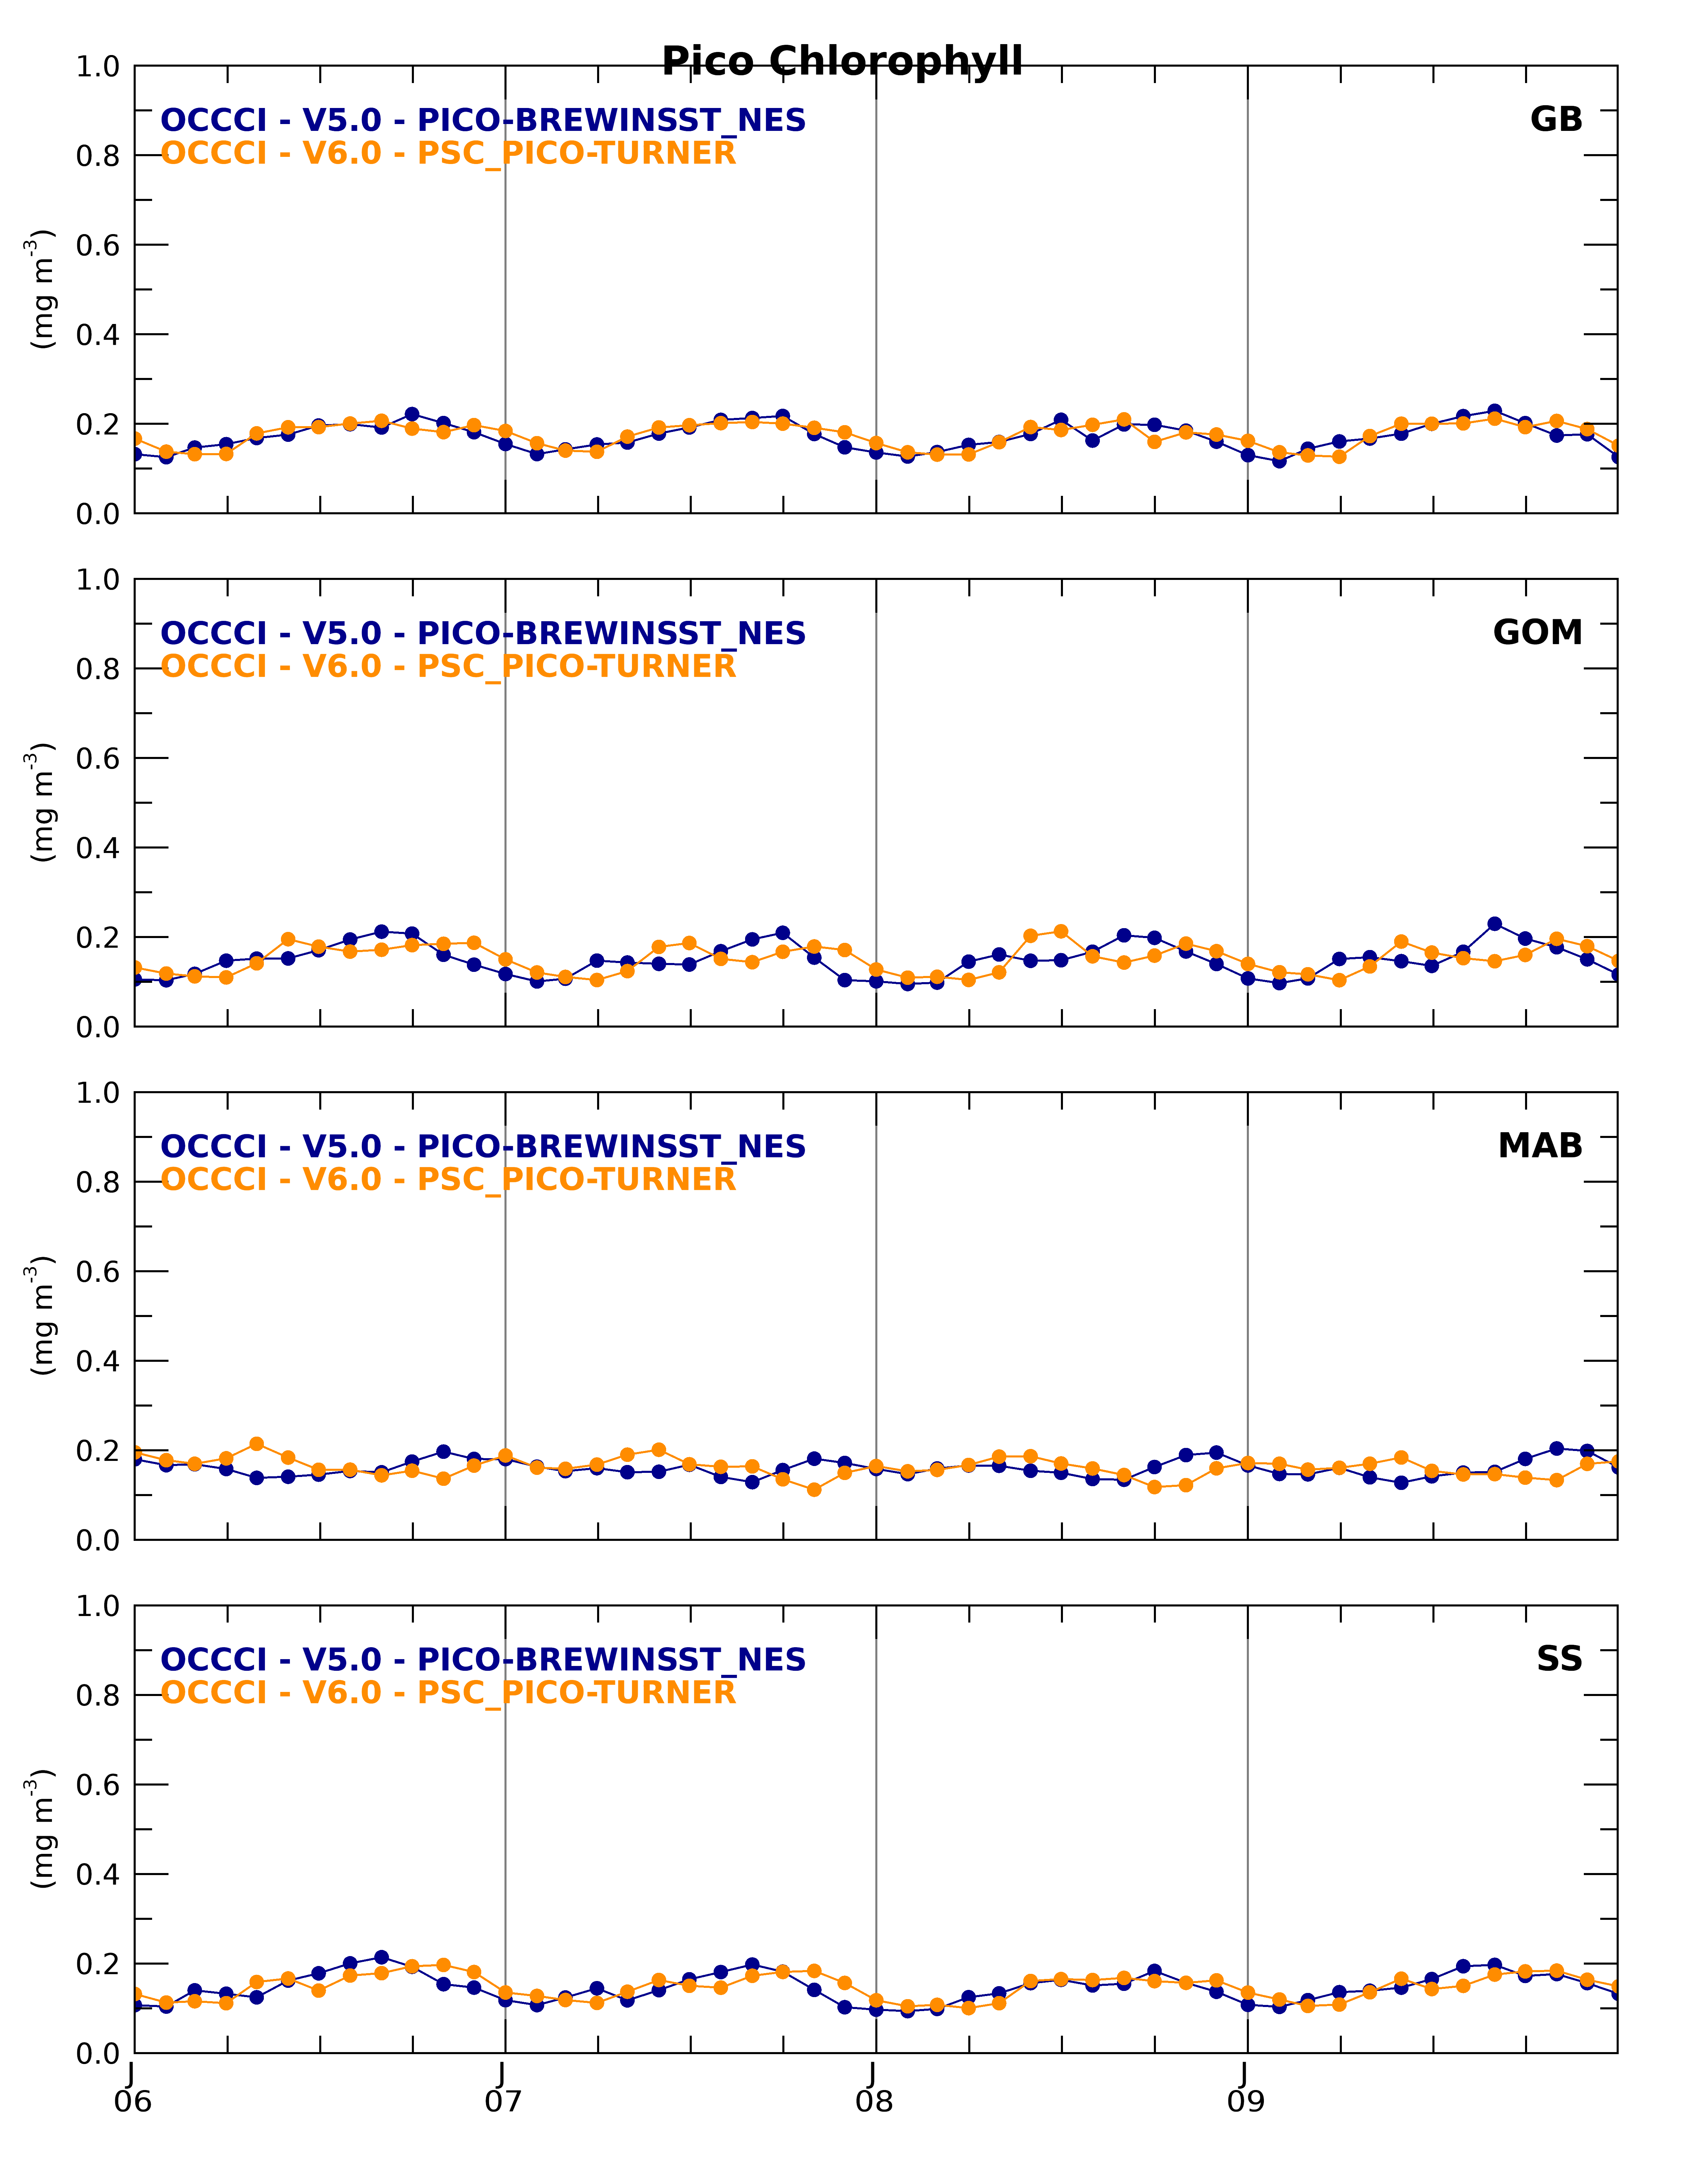 Pico Chlorophyll
1.0
OCCCI - V5.0 - PICO-BREWINSST_NES
GB
OCCCI - V6.0 - PSC_PICO-TURNER
0.8
0.6
(mg m-3)
0.4
0.2
0.0
1.0
OCCCI - V5.0 - PICO-BREWINSST_NES
GOM
OCCCI - V6.0 - PSC_PICO-TURNER
0.8
0.6
(mg m-3)
0.4
0.2
0.0
1.0
OCCCI - V5.0 - PICO-BREWINSST_NES
MAB
OCCCI - V6.0 - PSC_PICO-TURNER
0.8
0.6
(mg m-3)
0.4
0.2
0.0
1.0
OCCCI - V5.0 - PICO-BREWINSST_NES
SS
OCCCI - V6.0 - PSC_PICO-TURNER
0.8
0.6
(mg m-3)
0.4
0.2
0.0
J J J J
06 07 08 09